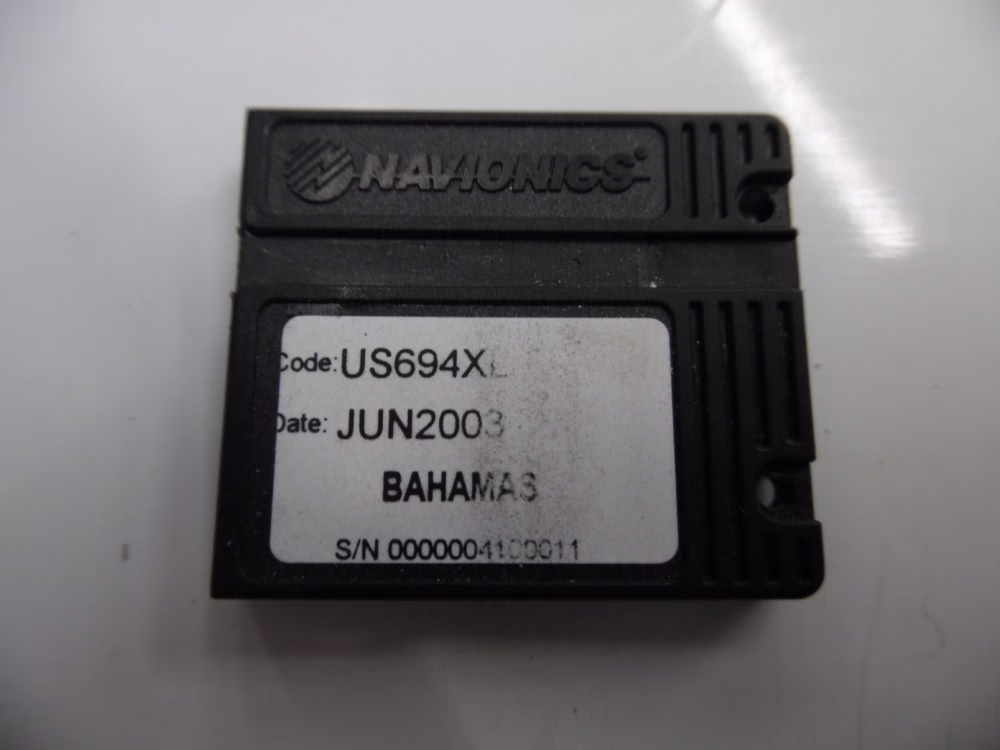 NAVIONICS®
Code: US694XL
Date: JUN2003
BAHAMAS
S/N 0000004100011